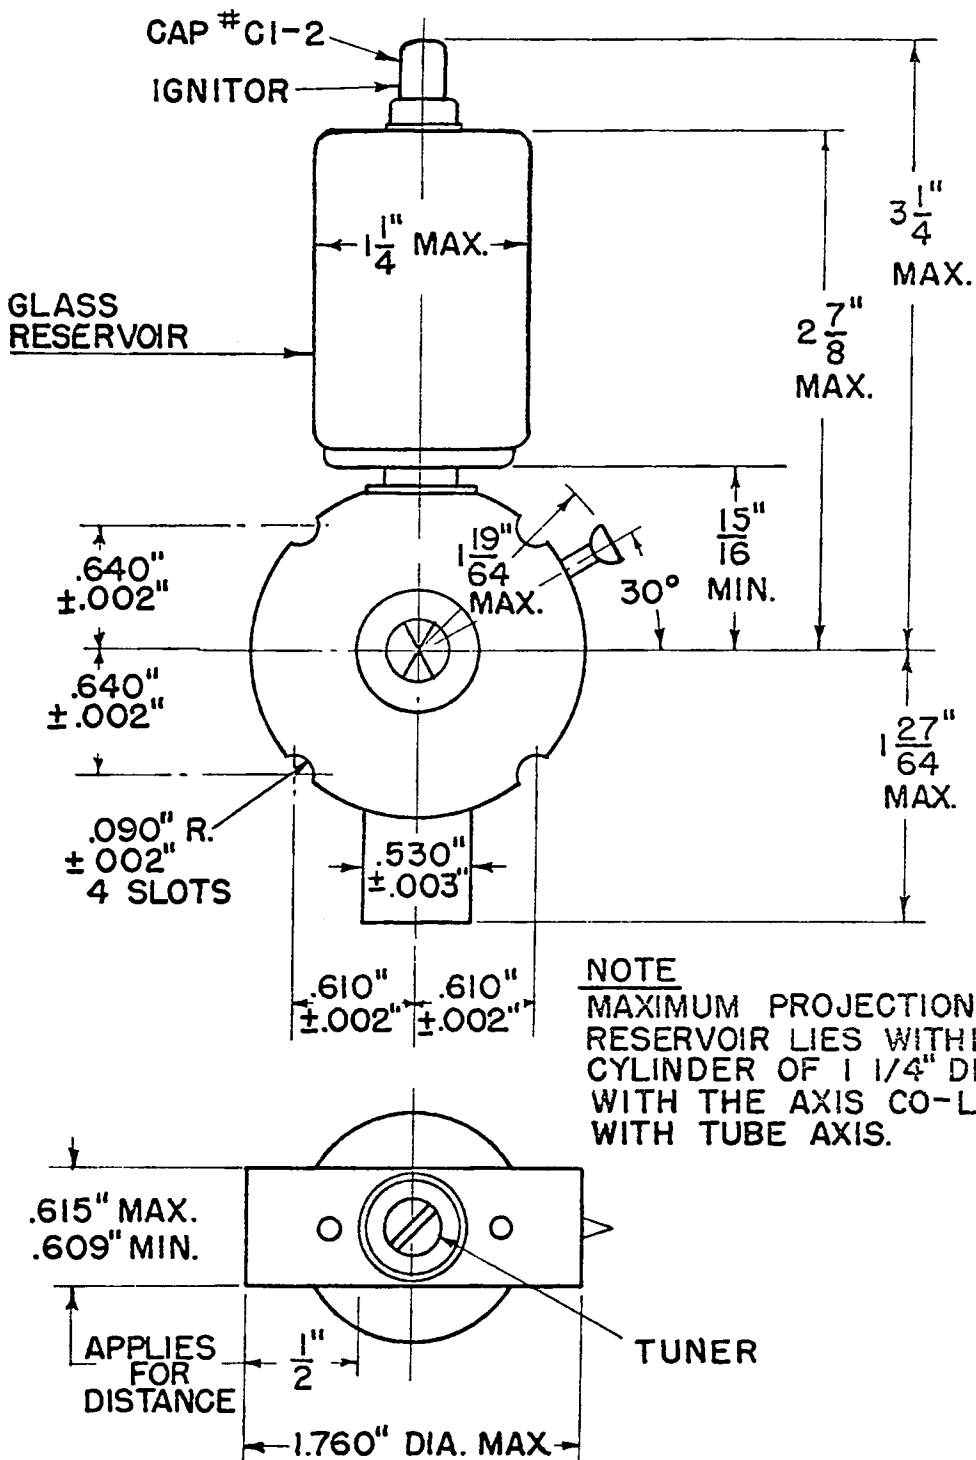 CAP #C1-2
IGNITOR
3 1/4"
MAX.
1 1/4" MAX.
GLASS
RESERVOIR
2 7/8"
MAX.
.640"
±.002"
1 19/64"
MAX.
30°
15/16"
MIN.
.640"
±.002"
1 27/64"
MAX.
.090" R.
±002"
4 SLOTS
.530"
±.003"
.610"
±.002"
.610"
±.002"
NOTE
MAXIMUM PROJECTION
RESERVOIR LIES WITHI
CYLINDER OF 1 1/4" DI
WITH THE AXIS CO-L
WITH TUBE AXIS.
.615" MAX.
.609" MIN.
APPLIES
FOR
DISTANCE
1/2"
TUNER
1.760" DIA. MAX